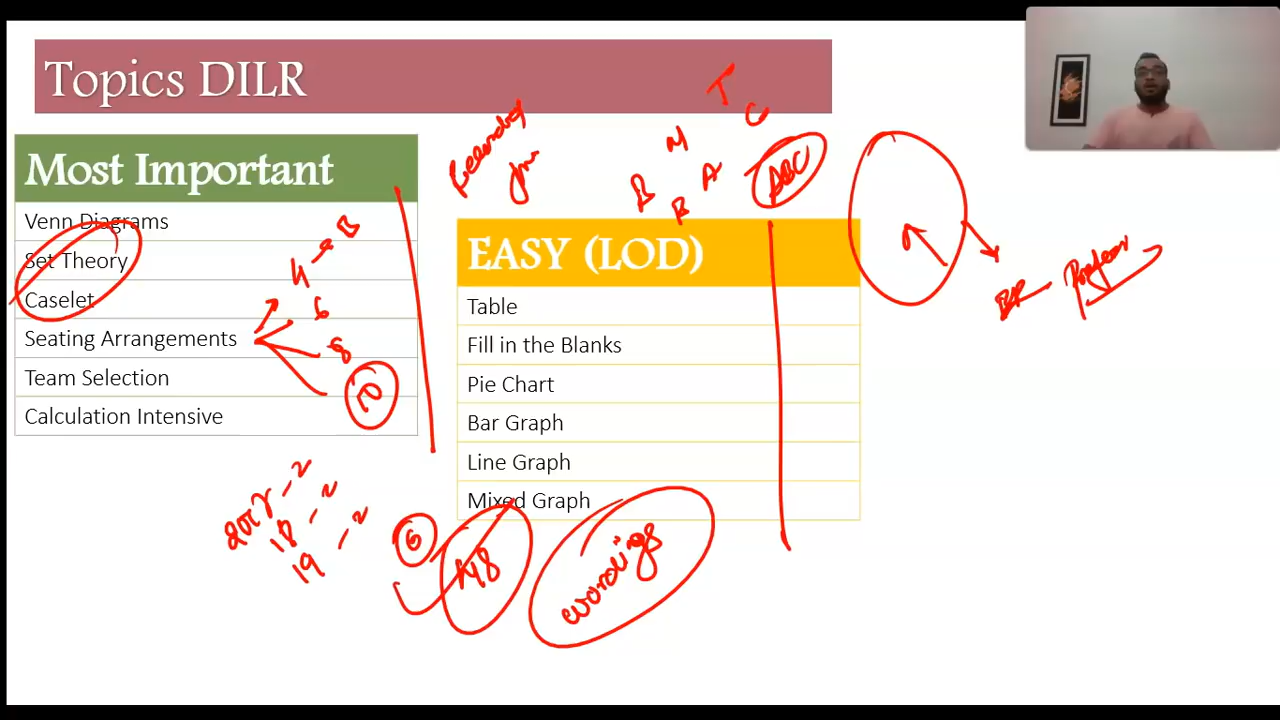 Topics DILR
Most Important
Venn Diagrams
Set Theory
Caselet
Seating Arrangements
Team Selection
Calculation Intensive
4 → B
6
8
10
EASY (LOD)
Table
Fill in the Blanks
Pie Chart
Bar Graph
Line Graph
Mixed Graph
T
G
M
A
B
B
ABC
2017 - 2
18 - 2
19 - 2
6
48
wordings